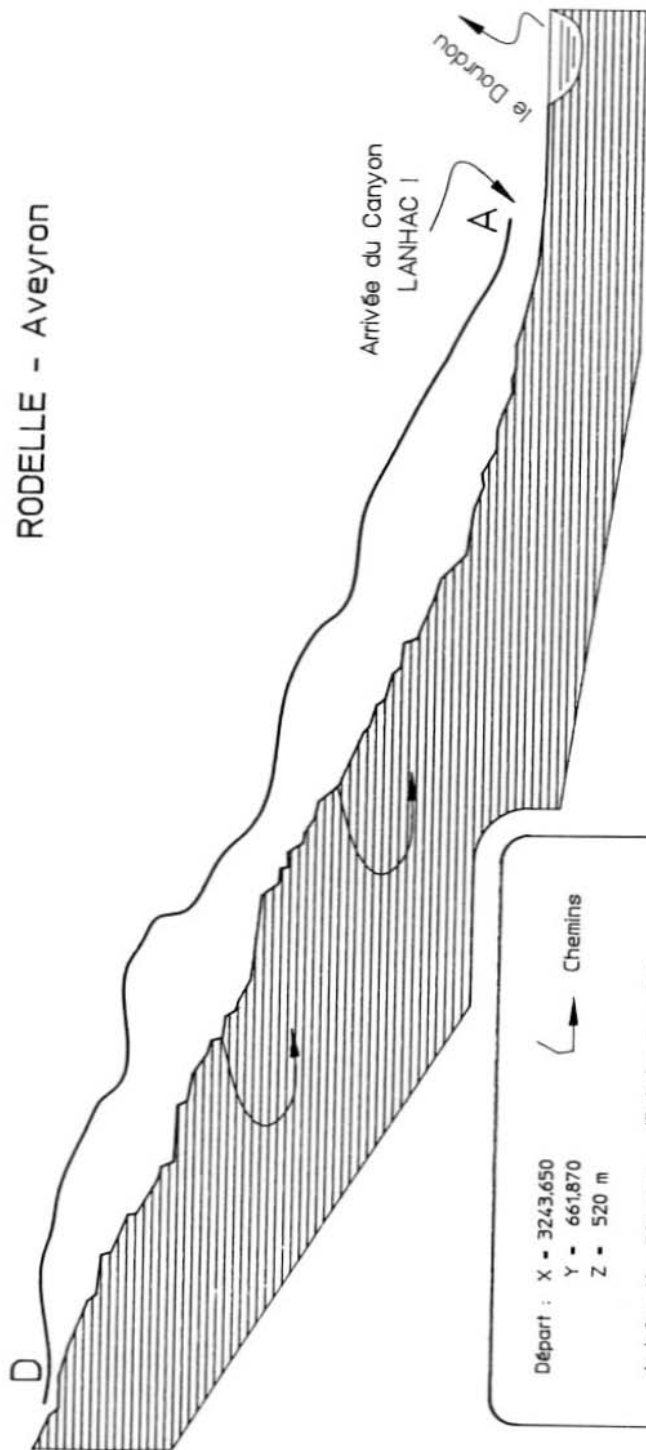 RODELLE - Aveyron
D
Arrivée du Canyon
LANHAC I
A
le Dourdou
Départ : X = 3243,650
Y = 661,870
Z = 520 m
Chemins